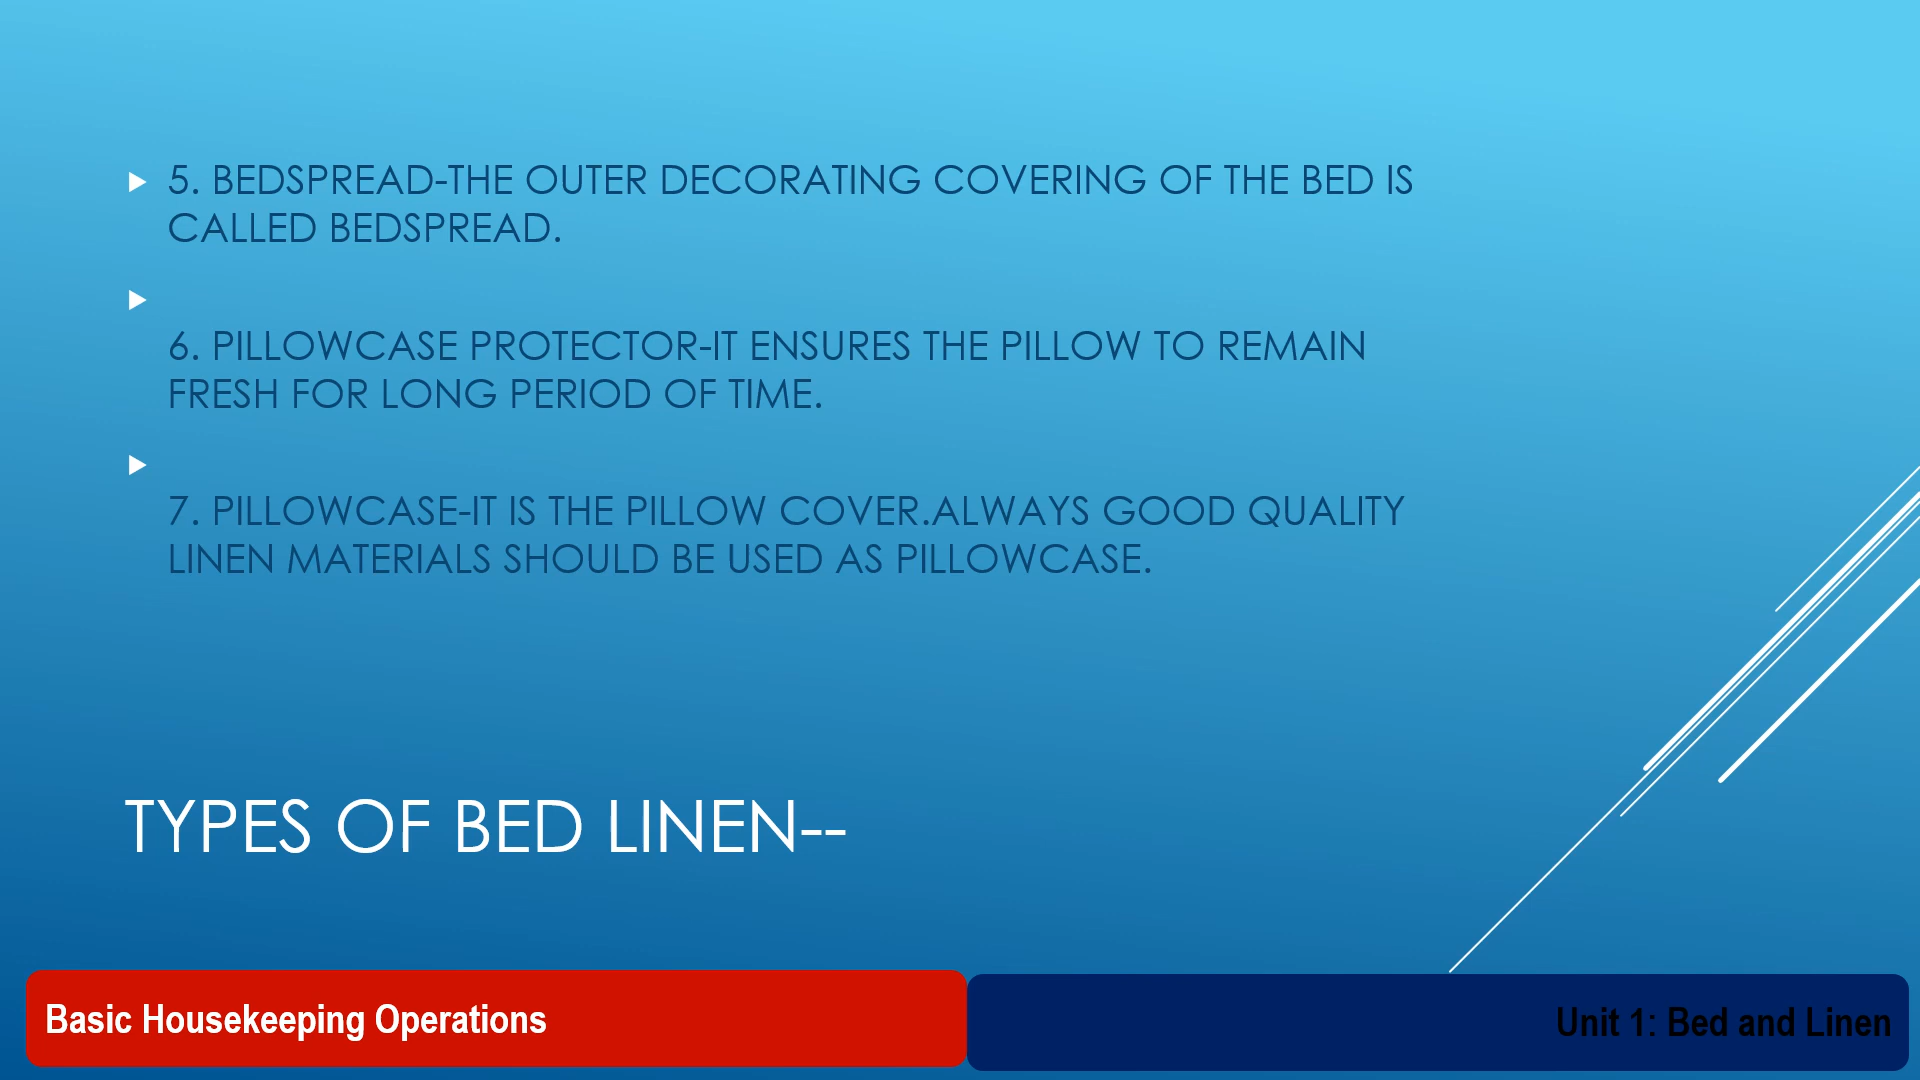 5. BEDSPREAD-THE OUTER DECORATING COVERING OF THE BED IS
CALLED BEDSPREAD.
6. PILLOWCASE PROTECTOR-IT ENSURES THE PILLOW TO REMAIN
FRESH FOR LONG PERIOD OF TIME.
7. PILLOWCASE-IT IS THE PILLOW COVER.ALWAYS GOOD QUALITY
LINEN MATERIALS SHOULD BE USED AS PILLOWCASE.
TYPES OF BED LINEN--
Basic Housekeeping Operations
Unit 1: Bed and Linen